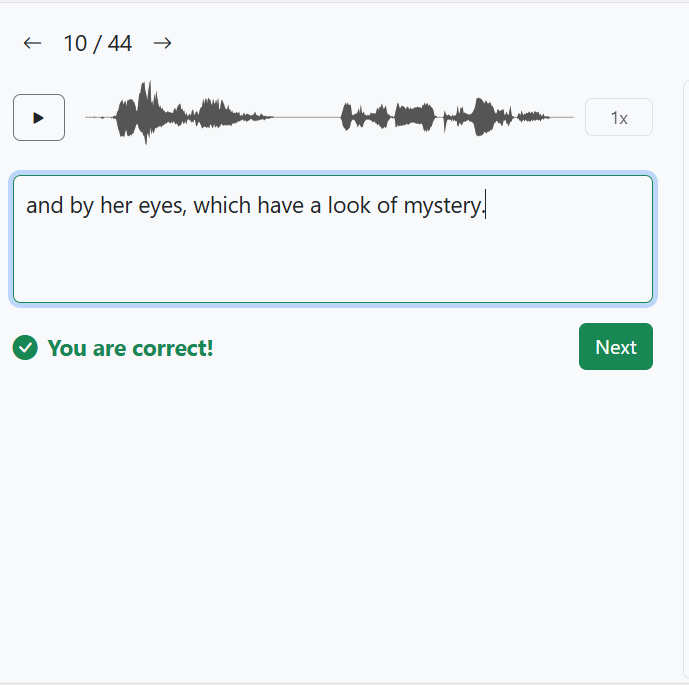 ← 10 / 44 →
1x
and by her eyes, which have a look of mystery.
You are correct!
Next